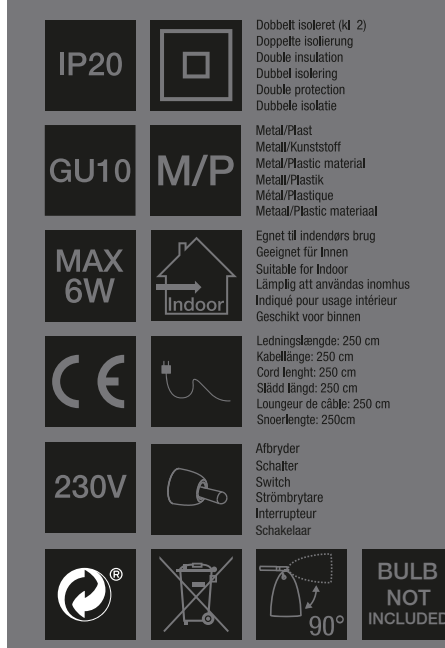 IP20
Dobbelt isoleret (kl 2)
Doppelte isolierung
Double insulation
Dubbel isolering
Double protection
Dubbele isolatie
GU10
M/P
Metal/Plast
Metall/Kunststoff
Metal/Plastic material
Metall/Plastik
Métal/Plastique
Metaal/Plastic materiaal
MAX
6W
Indoor
Egnet til indendørs brug
Geeignet für Innen
Suitable for Indoor
Lämplig att användas inomhus
Indiqué pour usage intérieur
Geschikt voor binnen
CE
Ledningslængde: 250 cm
Kabellänge: 250 cm
Cord lenght: 250 cm
Slädd längd: 250 cm
Loungeur de câble: 250 cm
Snoerlengte: 250cm
230V
Afbryder
Schalter
Switch
Strömbrytare
Interrupteur
Schakelaar
®
90°
BULB
NOT
INCLUDED